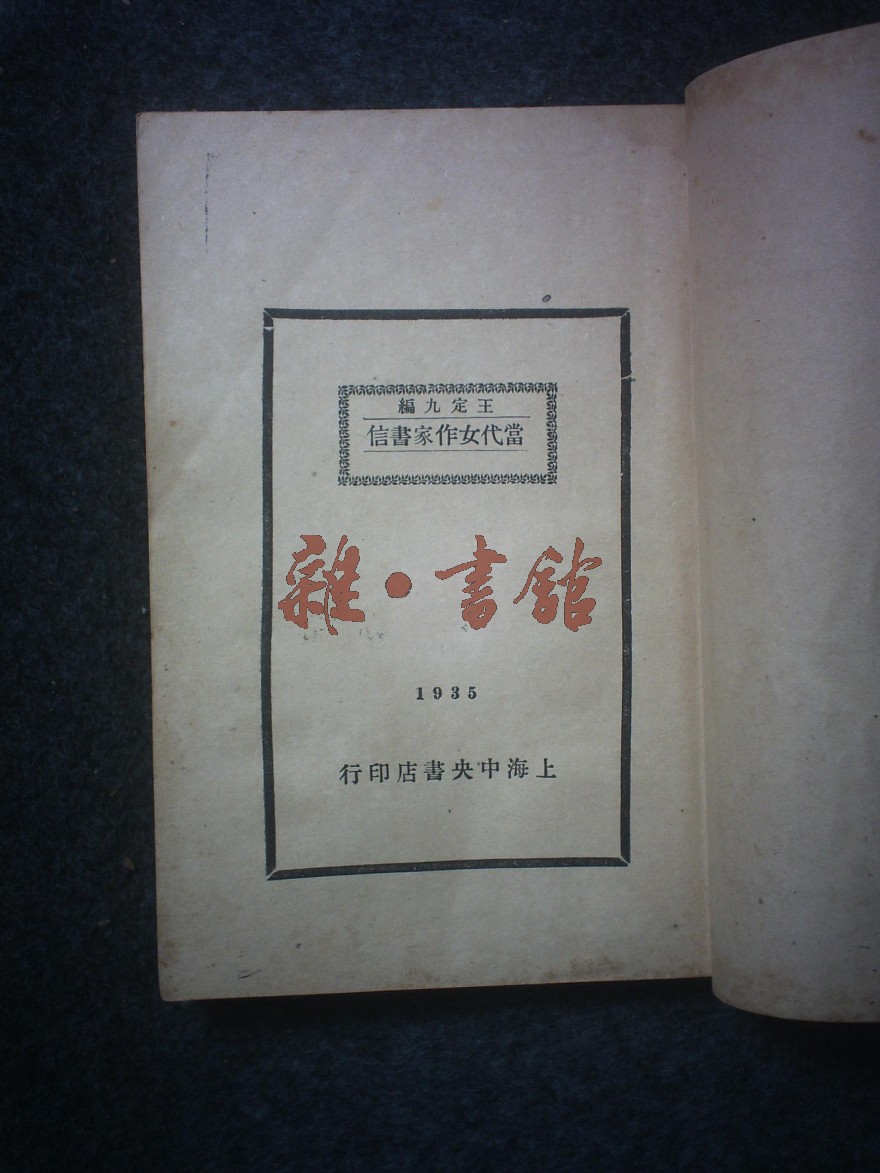 王定九編
當代女作家書信
雜·書館
1935
上海中央書店印行